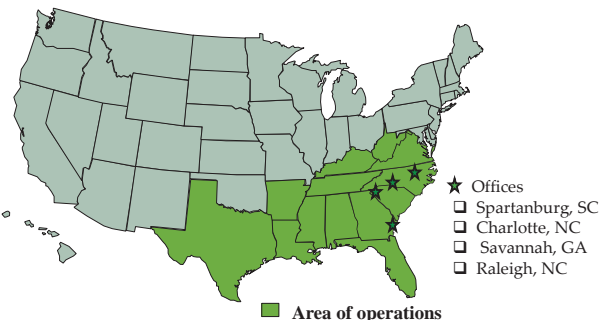 Offices
Spartanburg, SC
Charlotte, NC
Savannah, GA
Raleigh, NC
Area of operations